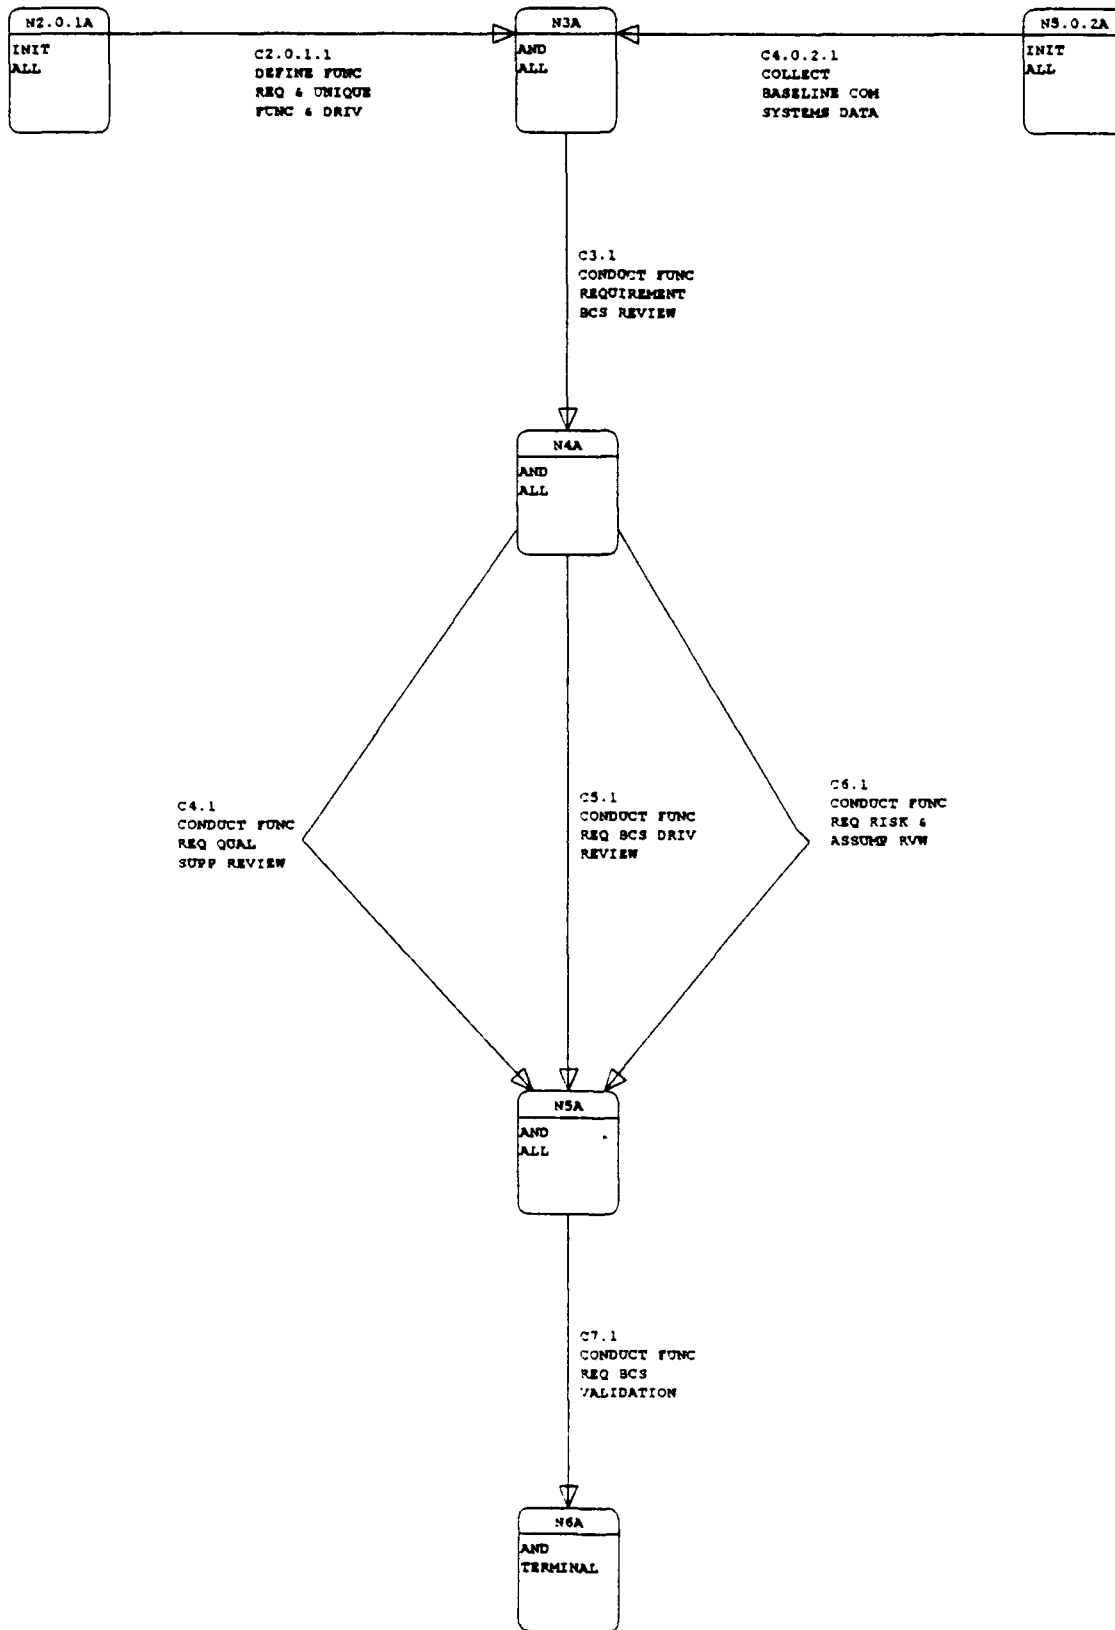 N2.0.1A
INIT
ALL
C2.0.1.1
DEFINE FUNC
REQ & UNIQUE
FUNC & DRIV
N3A
AND
ALL
C4.0.2.1
COLLECT
BASELINE COM
SYSTEMS DATA
N5.0.2A
INIT
ALL
C3.1
CONDUCT FUNC
REQUIREMENT
BCS REVIEW
N4A
AND
ALL
C4.1
CONDUCT FUNC
REQ QUAL
SUPP REVIEW
C5.1
CONDUCT FUNC
REQ BCS DRIV
REVIEW
C6.1
CONDUCT FUNC
REQ RISK &
ASSUMP RVW
N5A
AND
ALL
C7.1
CONDUCT FUNC
REQ BCS
VALIDATION
N6A
AND
TERMINAL